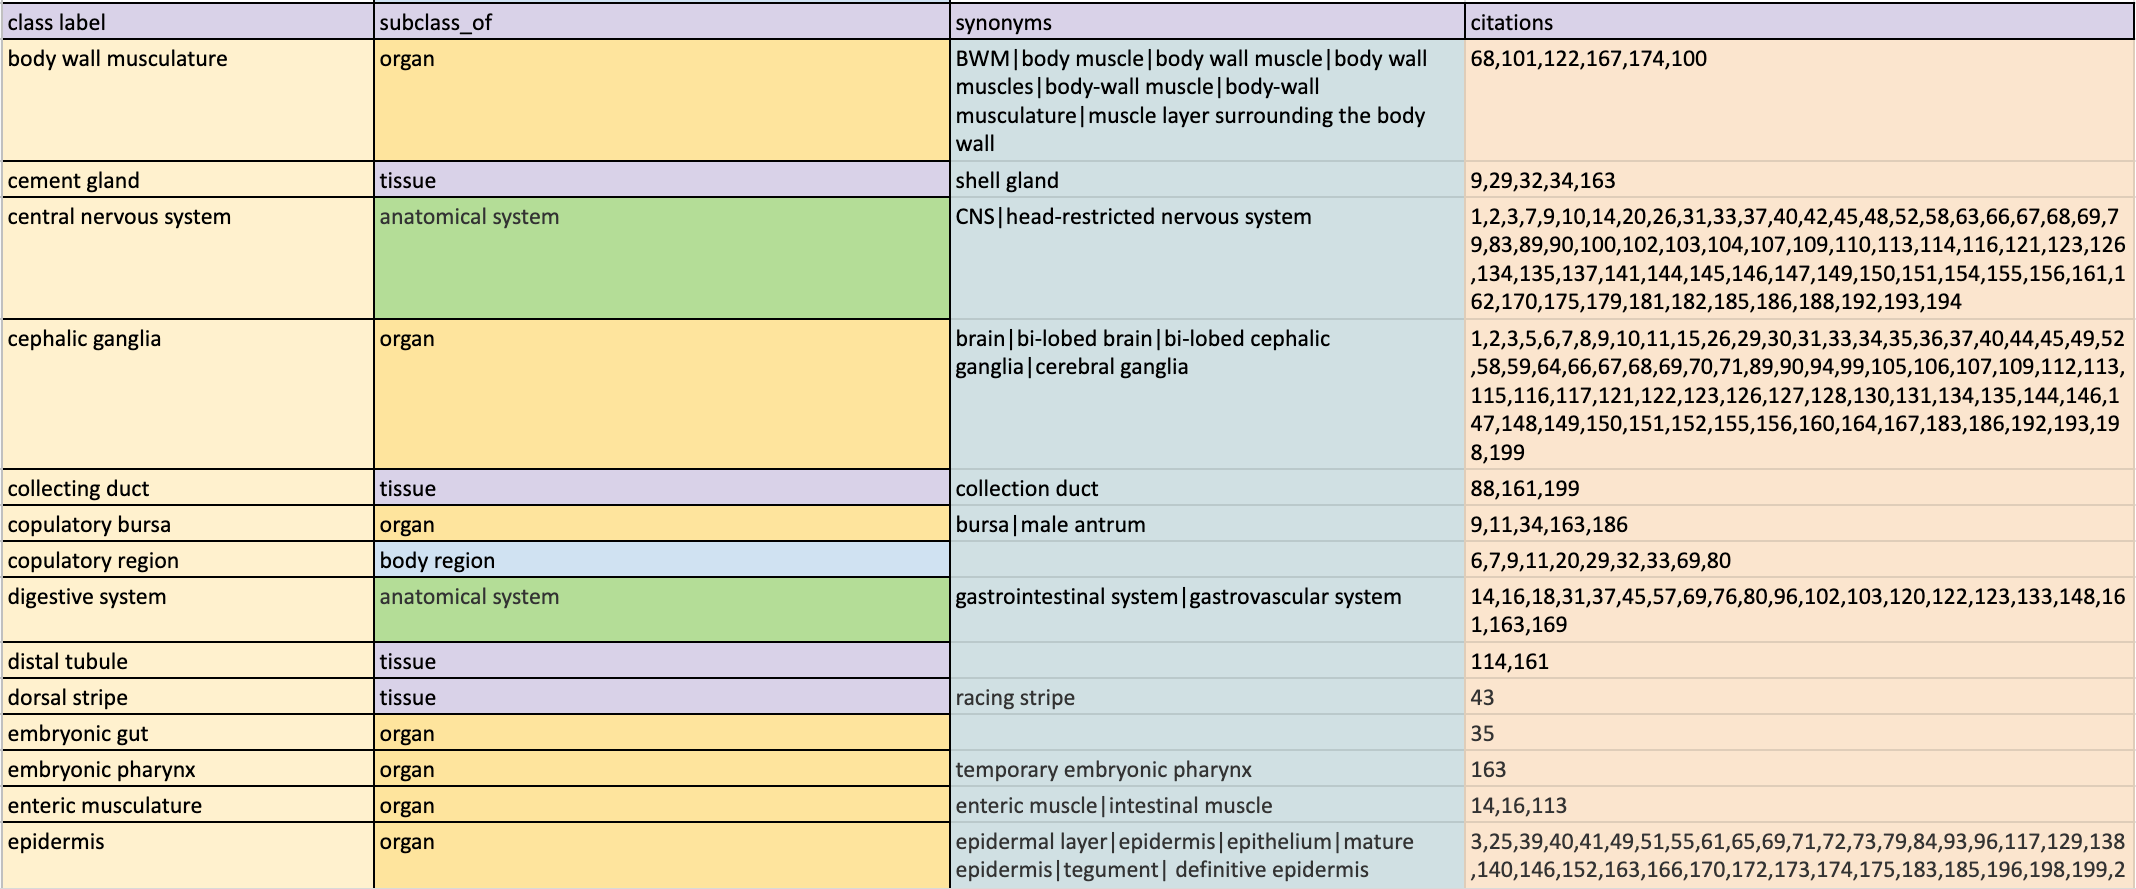 class label	subclass_of	synonyms	citations
body wall musculature	organ	BWM|body muscle|body wall muscle|body wall	68,101,122,167,174,100
muscles|body-wall muscle|body-wall
musculature|muscle layer surrounding the body
wall
cement gland	tissue	shell gland	9,29,32,34,163
central nervous system	anatomical system	CNS|head-restricted nervous system	1,2,3,7,9,10,14,20,26,31,33,37,40,42,45,48,52,58,63,66,67,68,69,7
9,83,89,90,100,102,103,104,107,109,110,113,114,116,121,123,126
,134,135,137,141,144,145,146,147,149,150,151,154,155,156,161,1
62,170,175,179,181,182,185,186,188,192,193,194
cephalic ganglia	organ	brain|bi-lobed brain|bi-lobed cephalic	1,2,3,5,6,7,8,9,10,11,15,26,29,30,31,33,34,35,36,37,40,44,45,49,52
ganglia|cerebral ganglia	,58,59,64,66,67,68,69,70,71,89,90,94,99,105,106,107,109,112,113,
115,116,117,121,122,123,126,127,128,130,131,134,135,144,146,1
47,148,149,150,151,152,155,156,160,164,167,183,186,192,193,19
8,199
collecting duct	tissue	collection duct	88,161,199
copulatory bursa	organ	bursa|male antrum	9,11,34,163,186
copulatory region	body region	6,7,9,11,20,29,32,33,69,80
digestive system	anatomical system	gastrointestinal system|gastrovascular system	14,16,18,31,37,45,57,69,76,80,96,102,103,120,122,123,133,148,16
1,163,169
distal tubule	tissue	114,161
dorsal stripe	tissue	racing stripe	43
embryonic gut	organ	35
embryonic pharynx	organ	temporary embryonic pharynx	163
enteric musculature	organ	enteric muscle|intestinal muscle	14,16,113
epidermis	organ	epidermal layer|epidermis|epithelium|mature	3,25,39,40,41,49,51,55,61,65,69,71,72,73,79,84,93,96,117,129,138
epidermis|tegument| definitive epidermis	,140,146,152,163,166,170,172,173,174,175,183,185,196,198,199,2